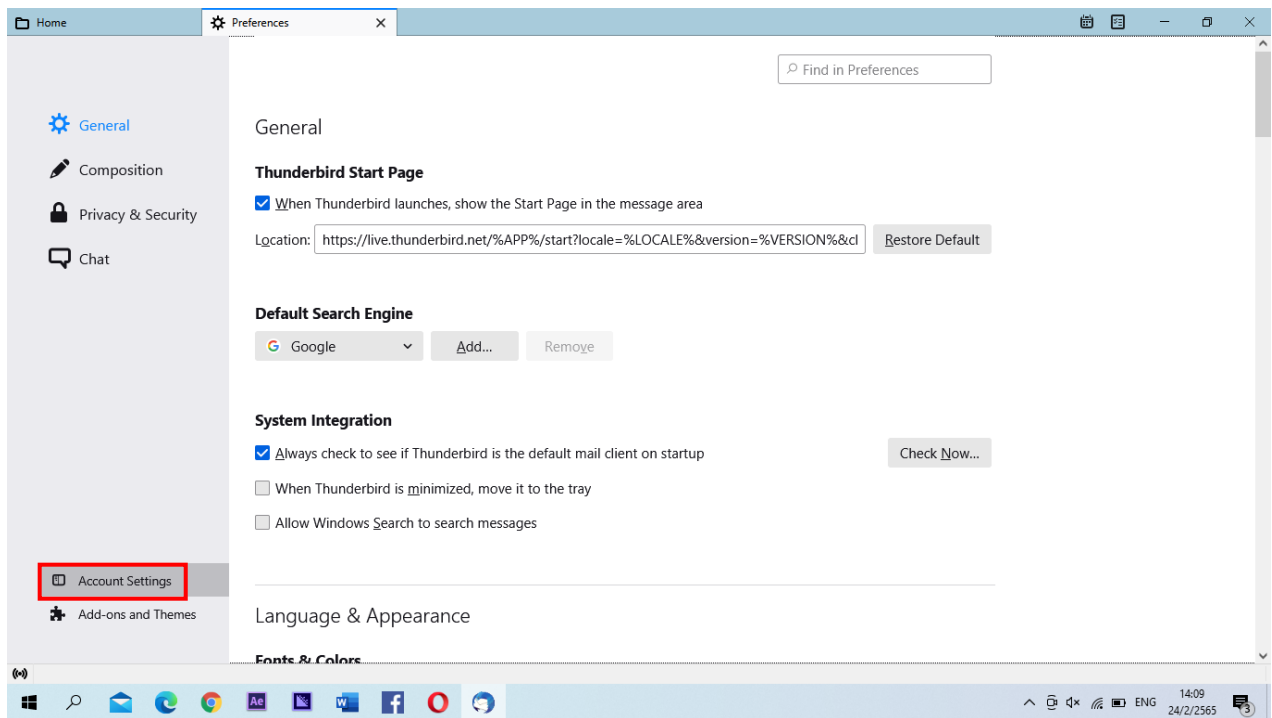 Home
Preferences
Find in Preferences
General
Composition
Privacy & Security
Chat
Account Settings
Add-ons and Themes
General
Thunderbird Start Page
When Thunderbird launches, show the Start Page in the message area
Location: https://live.thunderbird.net/%APP%/start?locale=%LOCALE%&version=%VERSION%&cl Restore Default
Default Search Engine
Google Add... Remove
System Integration
Always check to see if Thunderbird is the default mail client on startup Check Now...
When Thunderbird is minimized, move it to the tray
Allow Windows Search to search messages
Language & Appearance
Fonts & Colors
Ae
ENG
14:09
24/2/2565
3